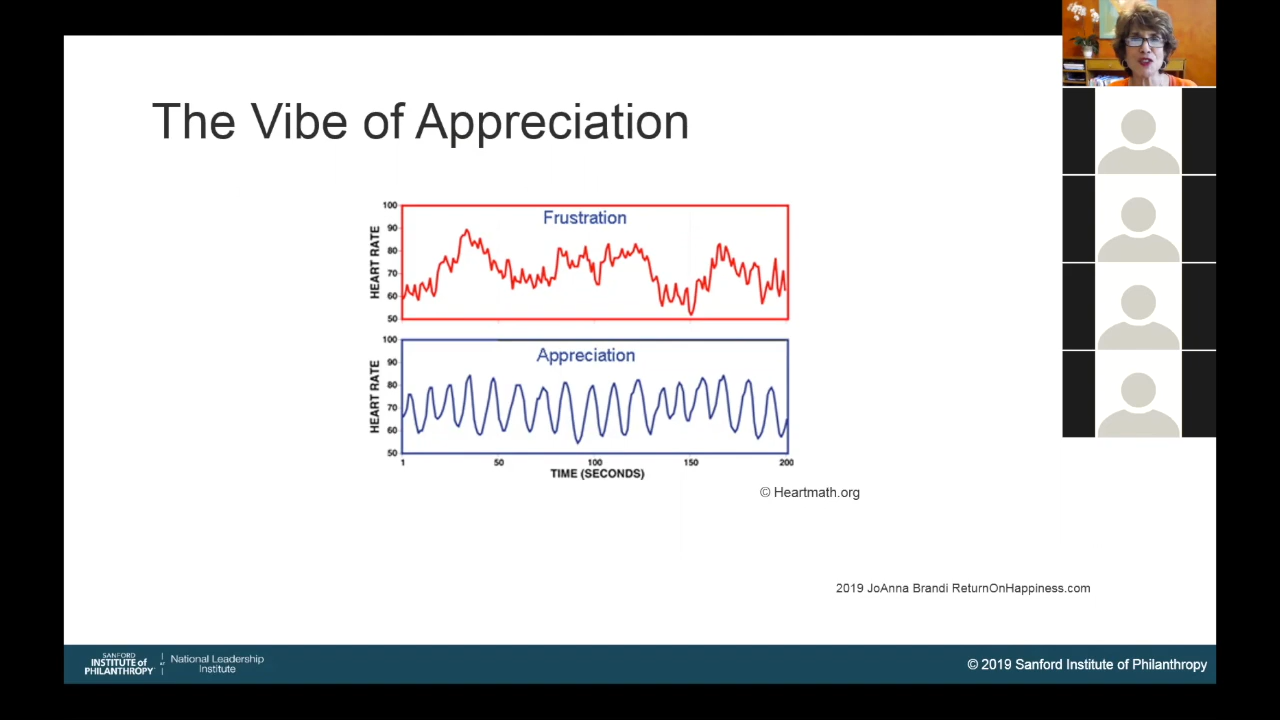 The Vibe of Appreciation
Frustration
HEART RATE
100
90
80
70
60
50
Appreciation
HEART RATE
100
90
80
70
60
50
1
50
100
150
200
TIME (SECONDS)
© Heartmath.org
2019 JoAnna Brandi ReturnOnHappiness.com
SANFORD
INSTITUTE of
PHILANTHROPY
AT
National Leadership
Institute
© 2019 Sanford Institute of Philanthropy